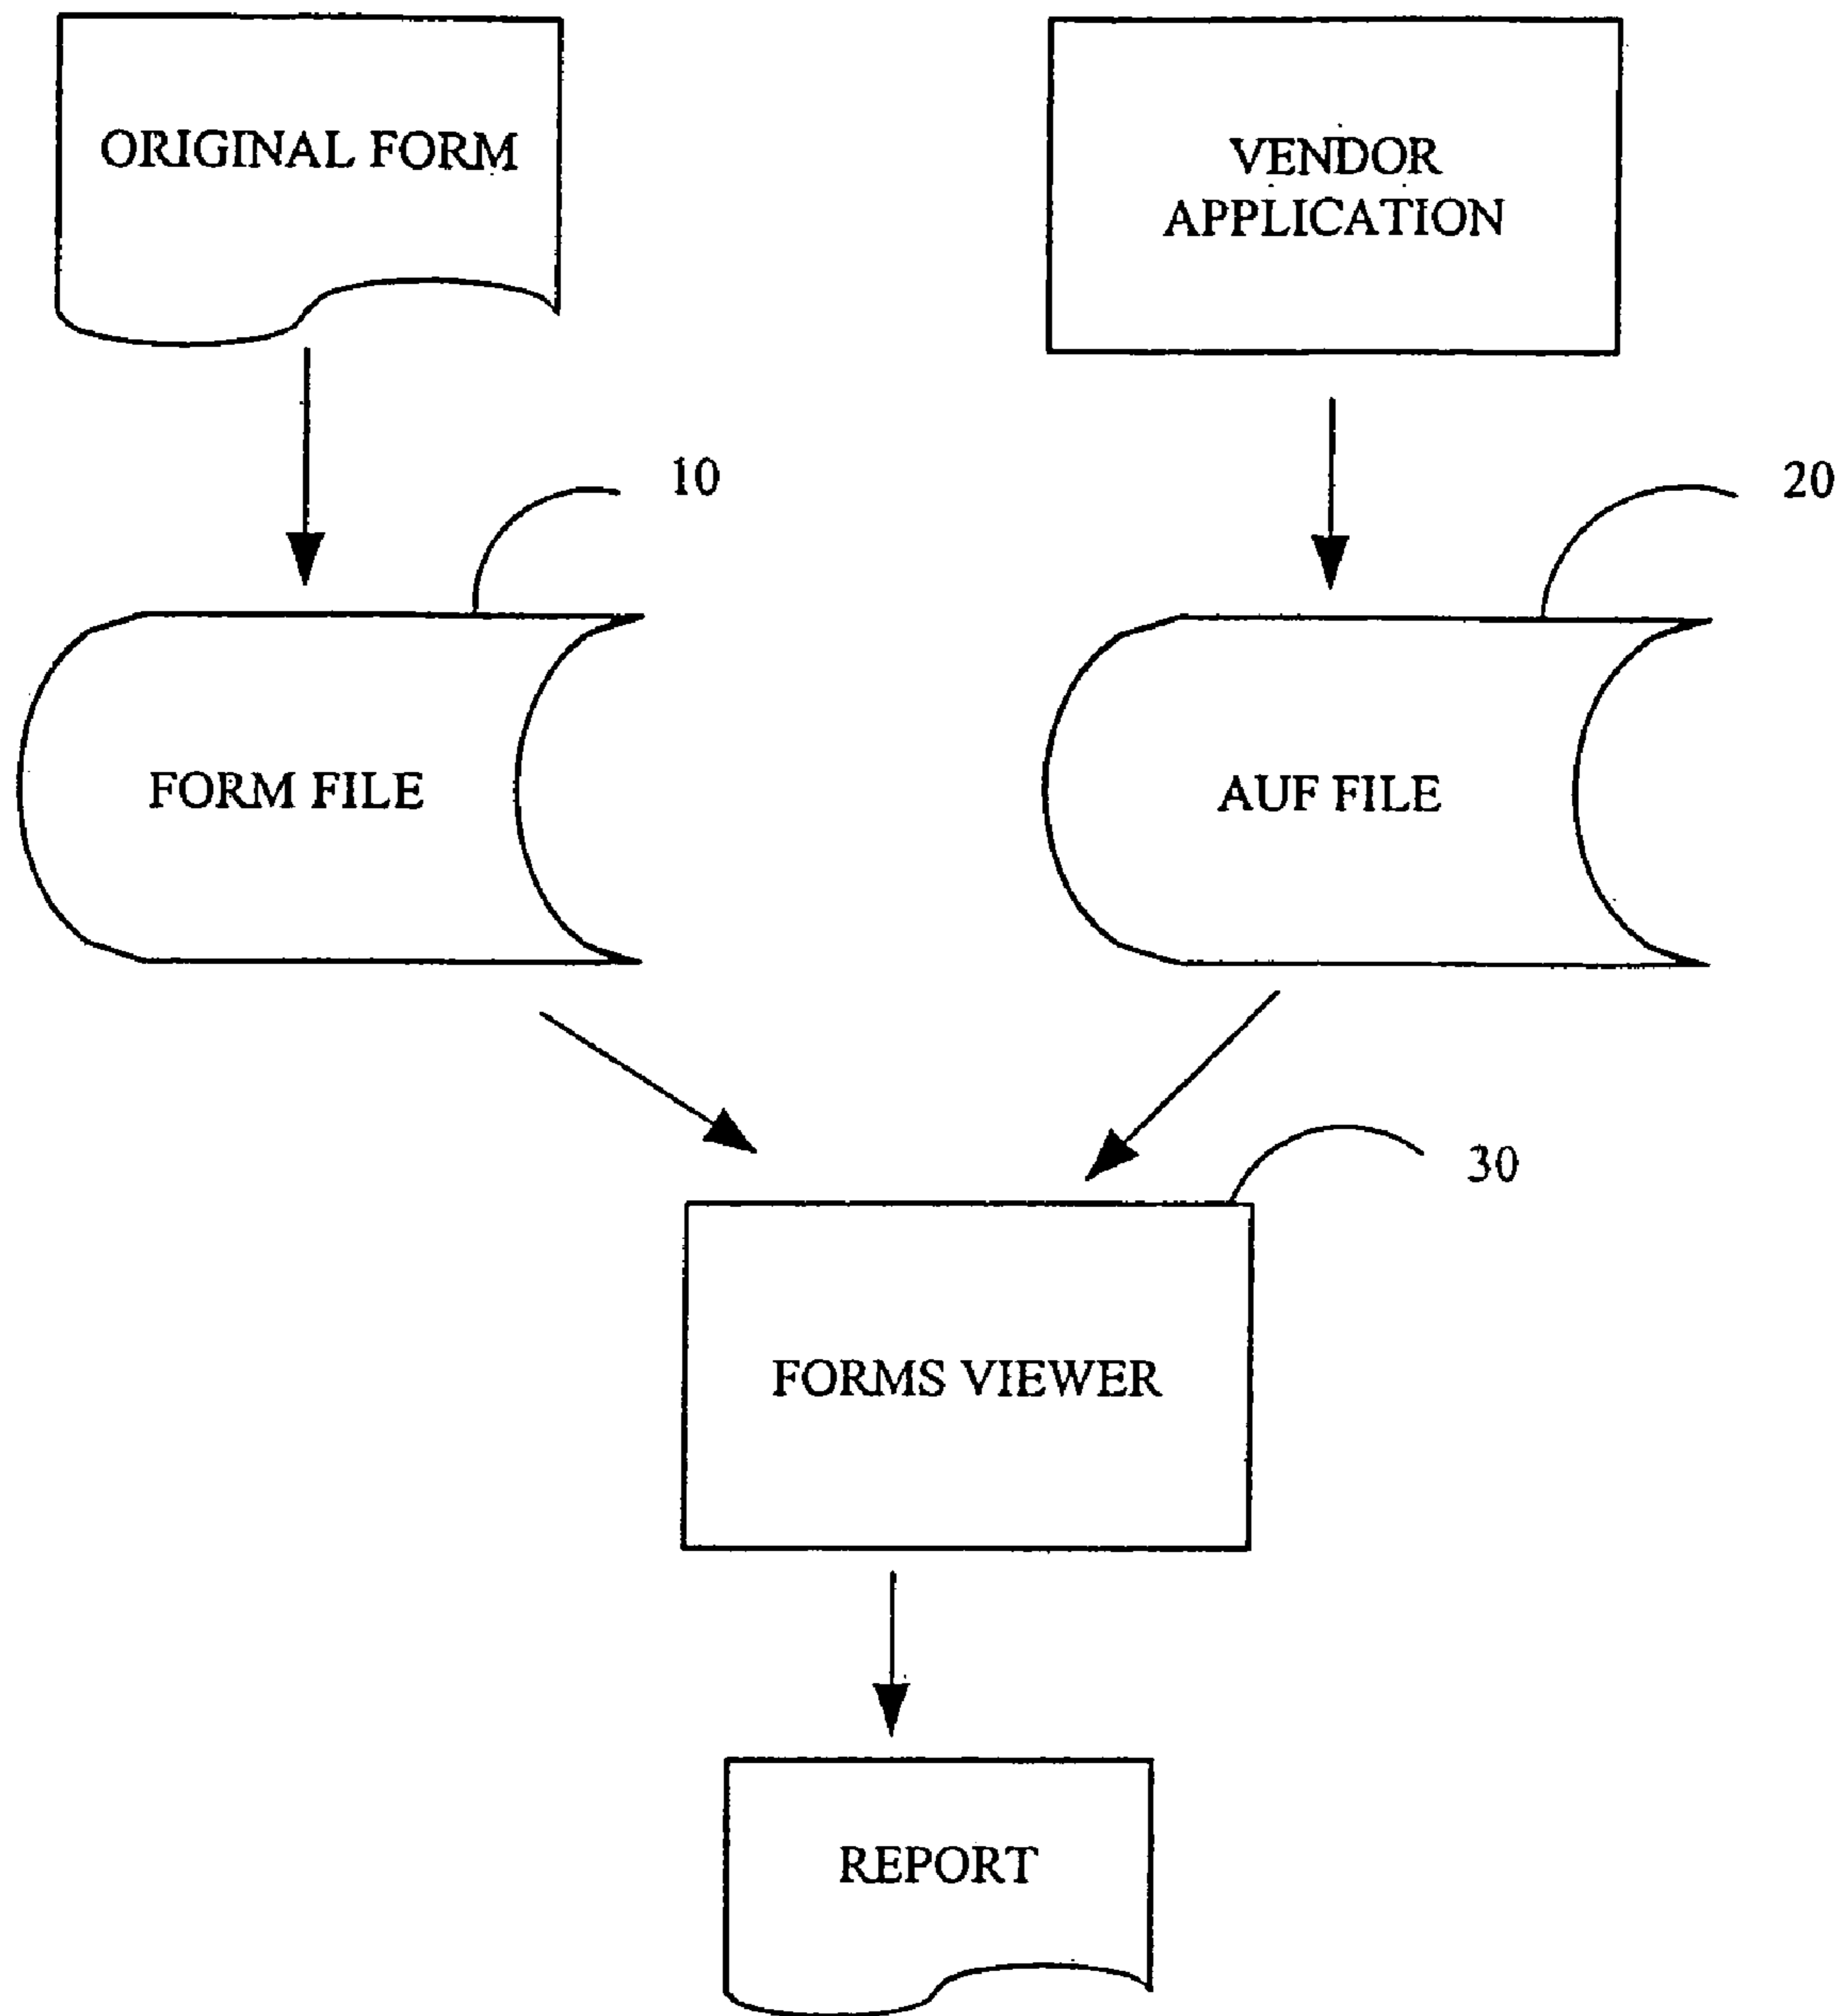 ORIGINAL FORM
VENDOR
APPLICATION
10
20
FORM FILE
AUF FILE
30
FORMS VIEWER
REPORT